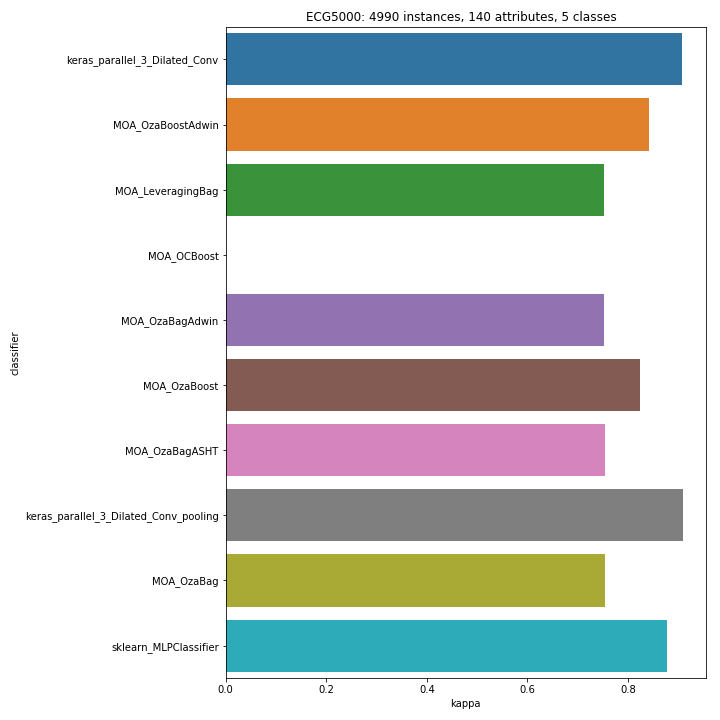 ECG5000: 4990 instances, 140 attributes, 5 classes
keras_parallel_3_Dilated_Conv
MOA_OzaBoostAdwin
MOA_LeveragingBag
MOA_OCBoost
MOA_OzaBagAdwin
classifier
MOA_OzaBoost
MOA_OzaBagASHT
keras_parallel_3_Dilated_Conv_pooling
MOA_OzaBag
sklearn_MLPClassifier
0.0 0.2 0.4 0.6 0.8
kappa